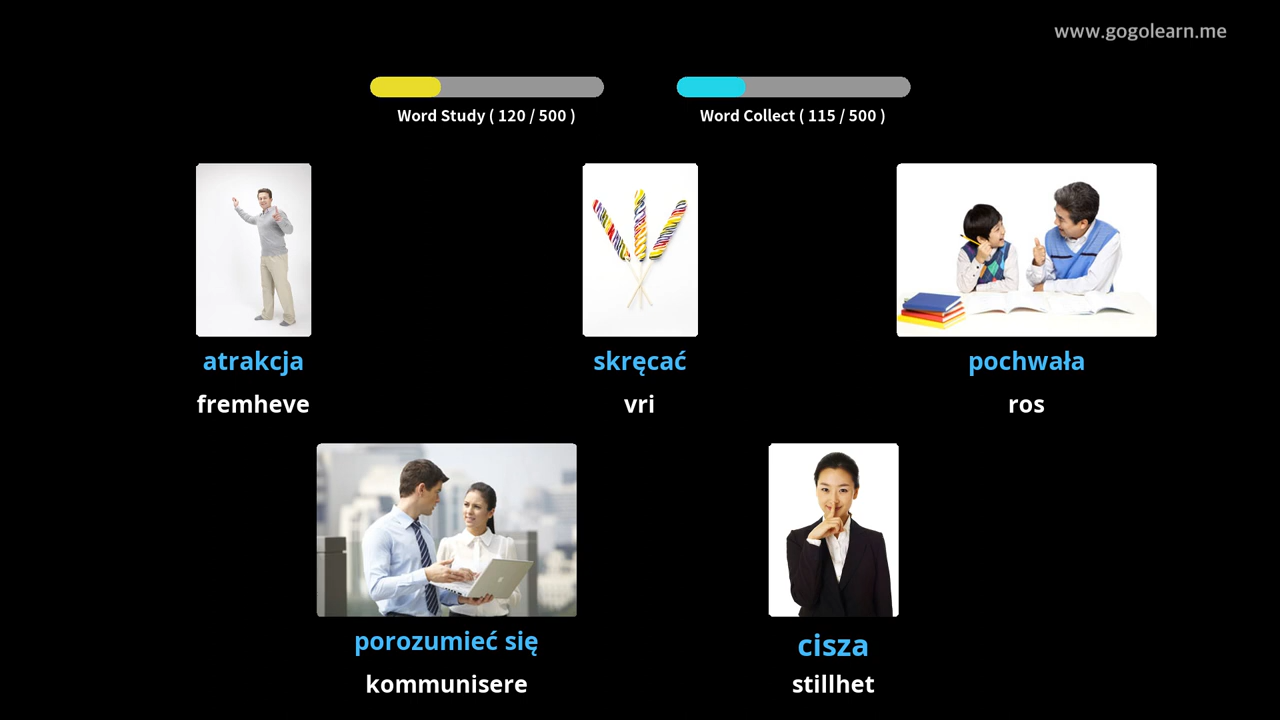 www.gogolearn.me
Word Study ( 120 / 500 )
Word Collect ( 115 / 500 )
atrakcja
fremheve
skręcać
vri
pochwała
ros
porozumieć się
kommunisere
cisza
stillhet